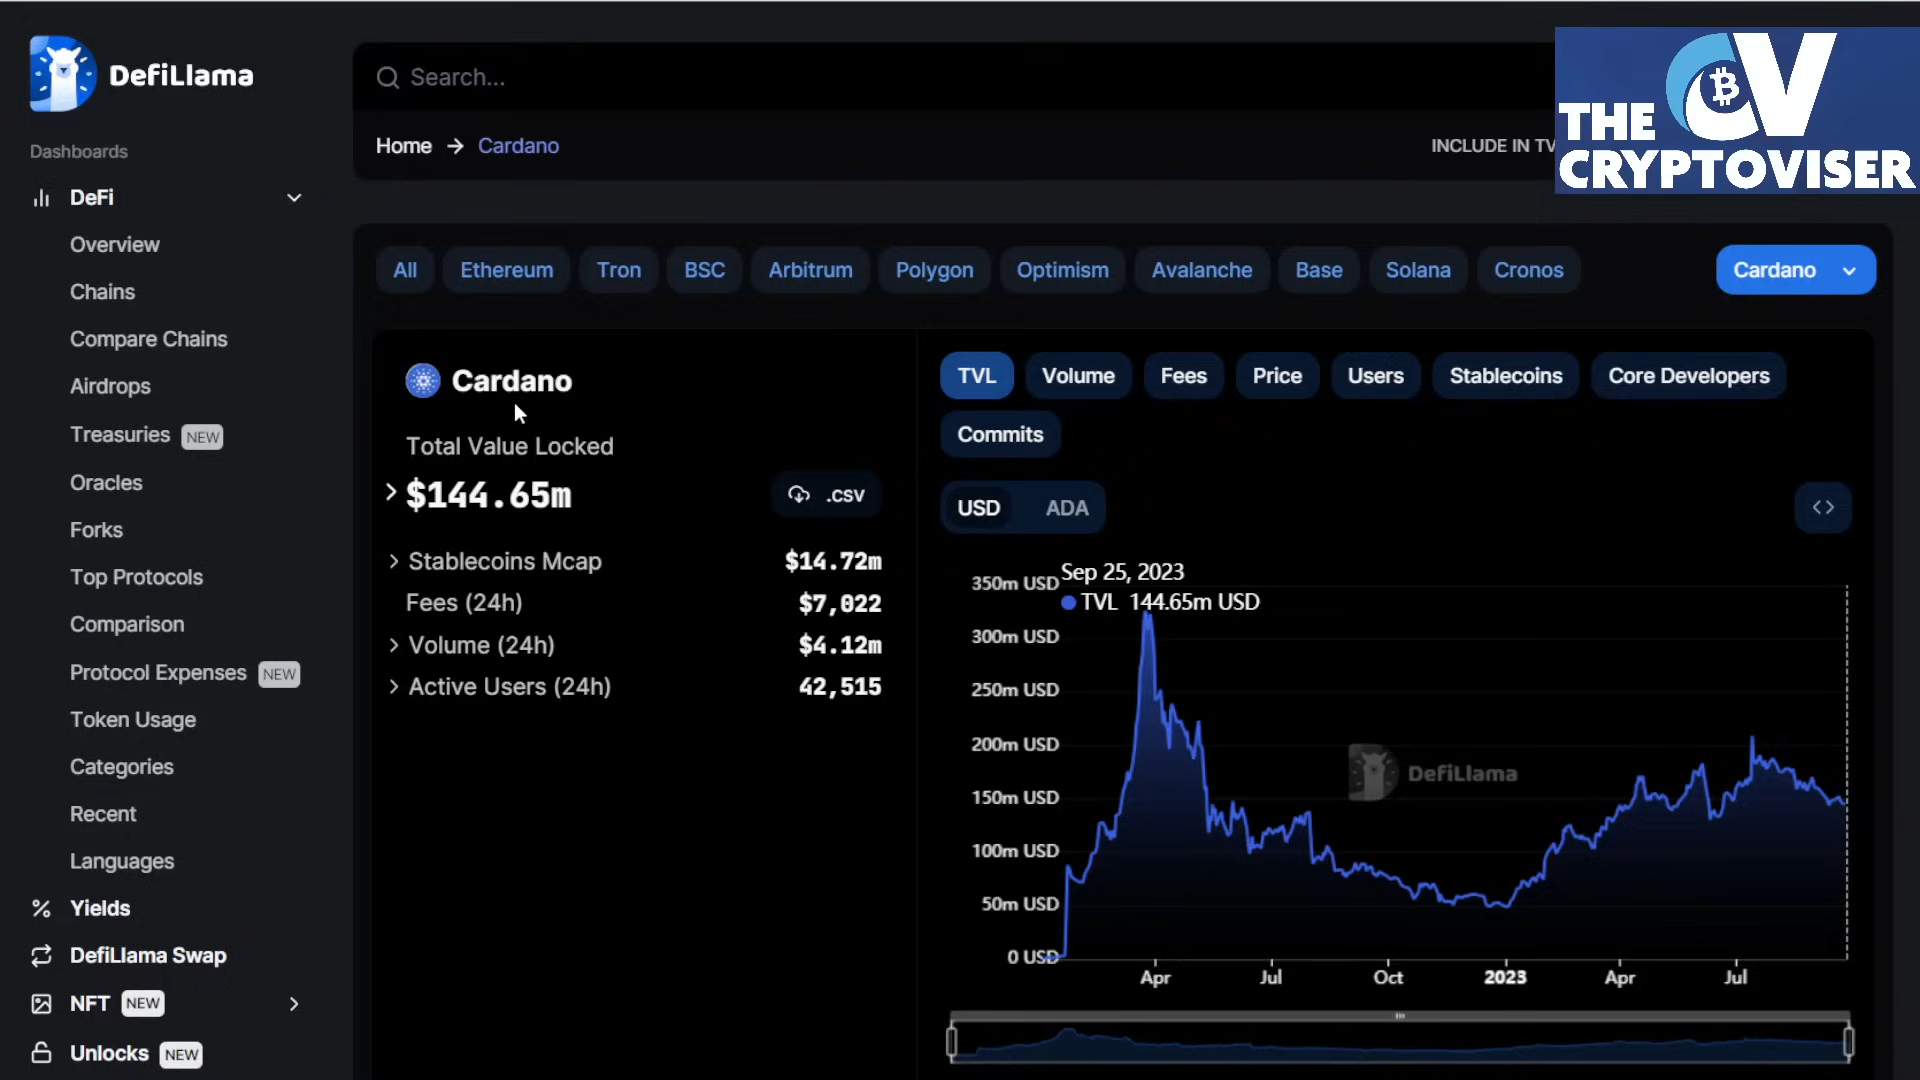 DefiLlama
Dashboards
DeFi
Overview
Chains
Compare Chains
Airdrops
Treasuries NEW
Oracles
Forks
Top Protocols
Comparison
Protocol Expenses NEW
Token Usage
Categories
Recent
Languages
Yields
DefiLlama Swap
NFT NEW
Unlocks NEW
Search...
Home → Cardano
INCLUDE IN TV
THE CV
CRYPTOVISER
All Ethereum Tron BSC Arbitrum Polygon Optimism Avalanche Base Solana Cronos Cardano
Cardano
Total Value Locked
$144.65m .csv
Stablecoins Mcap $14.72m
Fees (24h) $7,022
Volume (24h) $4.12m
Active Users (24h) 42,515
TVL Volume Fees Price Users Stablecoins Core Developers
Commits
USD ADA
Sep 25, 2023
TVL 144.65m USD
350m USD
300m USD
250m USD
200m USD
150m USD
100m USD
50m USD
0 USD
DefiLlama
Apr Jul Oct 2023 Apr Jul